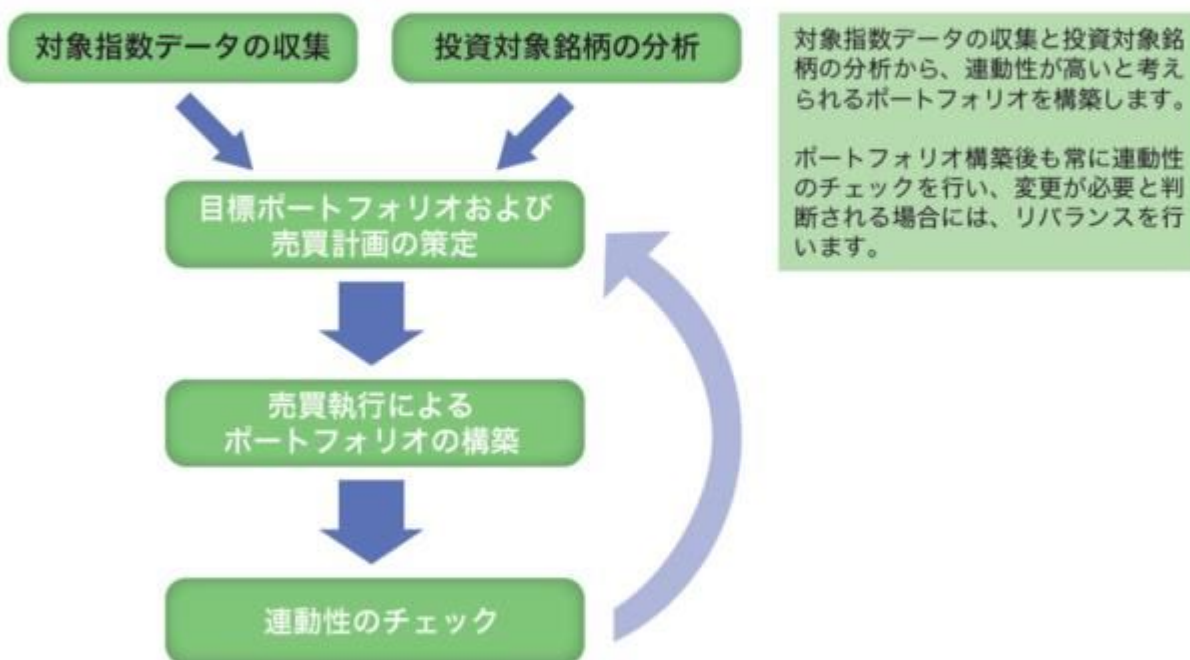 対象指数データの収集
投資対象銘柄の分析
目標ポートフォリオおよび
売買計画の策定
売買執行による
ポートフォリオの構築
連動性のチェック
対象指数データの収集と投資対象銘
柄の分析から、連動性が高いと考え
られるポートフォリオを構築します。
ポートフォリオ構築後も常に連動性
のチェックを行い、変更が必要と判
断される場合には、リバランスを行
います。